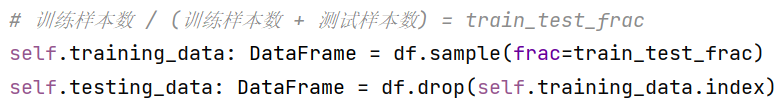 # 训练样本数 / (训练样本数 + 测试样本数) = train_test_frac
self.training_data: DataFrame = df.sample(frac=train_test_frac)
self.testing_data: DataFrame = df.drop(self.training_data.index)